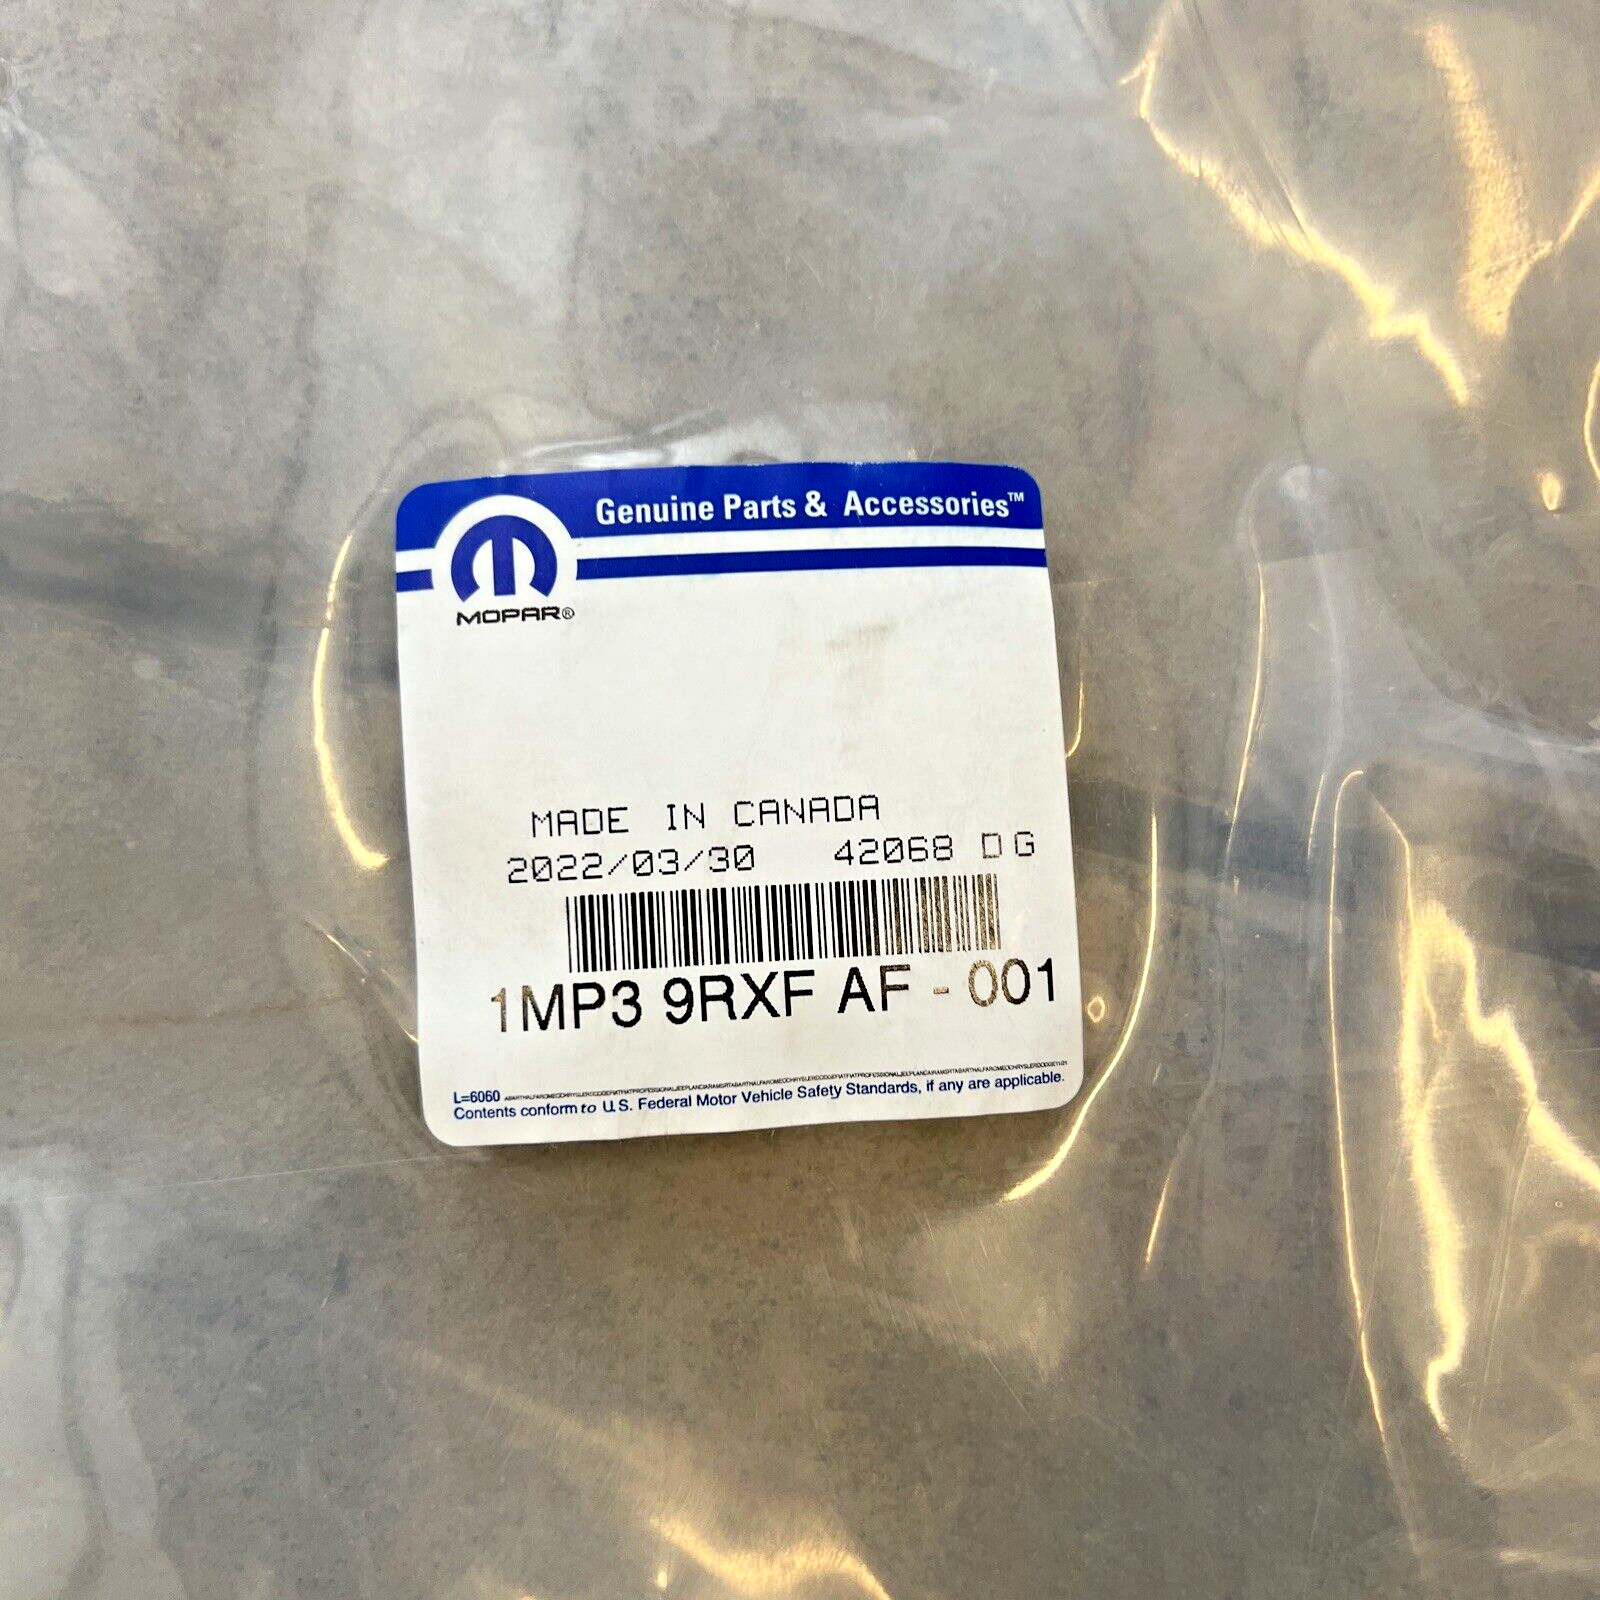 Genuine Parts & Accessories™
MOPAR®
MADE IN CANADA
2022/03/30 42068 DG
1MP3 9RXF AF - 001
L=6060
Contents conform to U.S. Federal Motor Vehicle Safety Standards, if any are applicable.